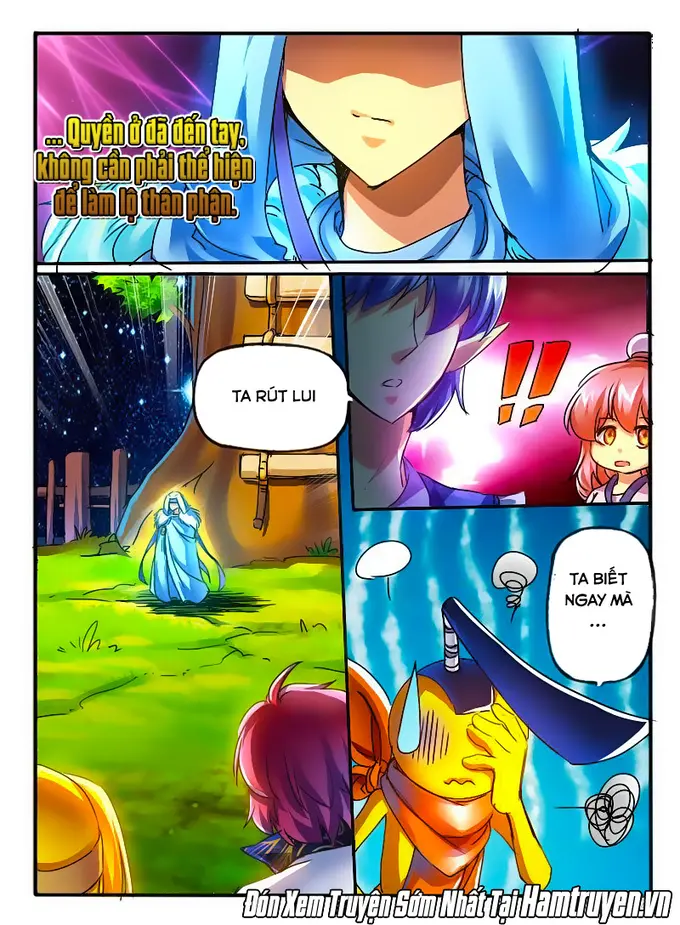 ... Quyền ở đã đến tay,
không cần phải thể hiện
để làm lộ thân phận.
TA RÚT LUI
!!
TA BIẾT
NGAY MÀ
...
Đón Xem Truyện Sớm Nhất Tại Hamtruyen.vn